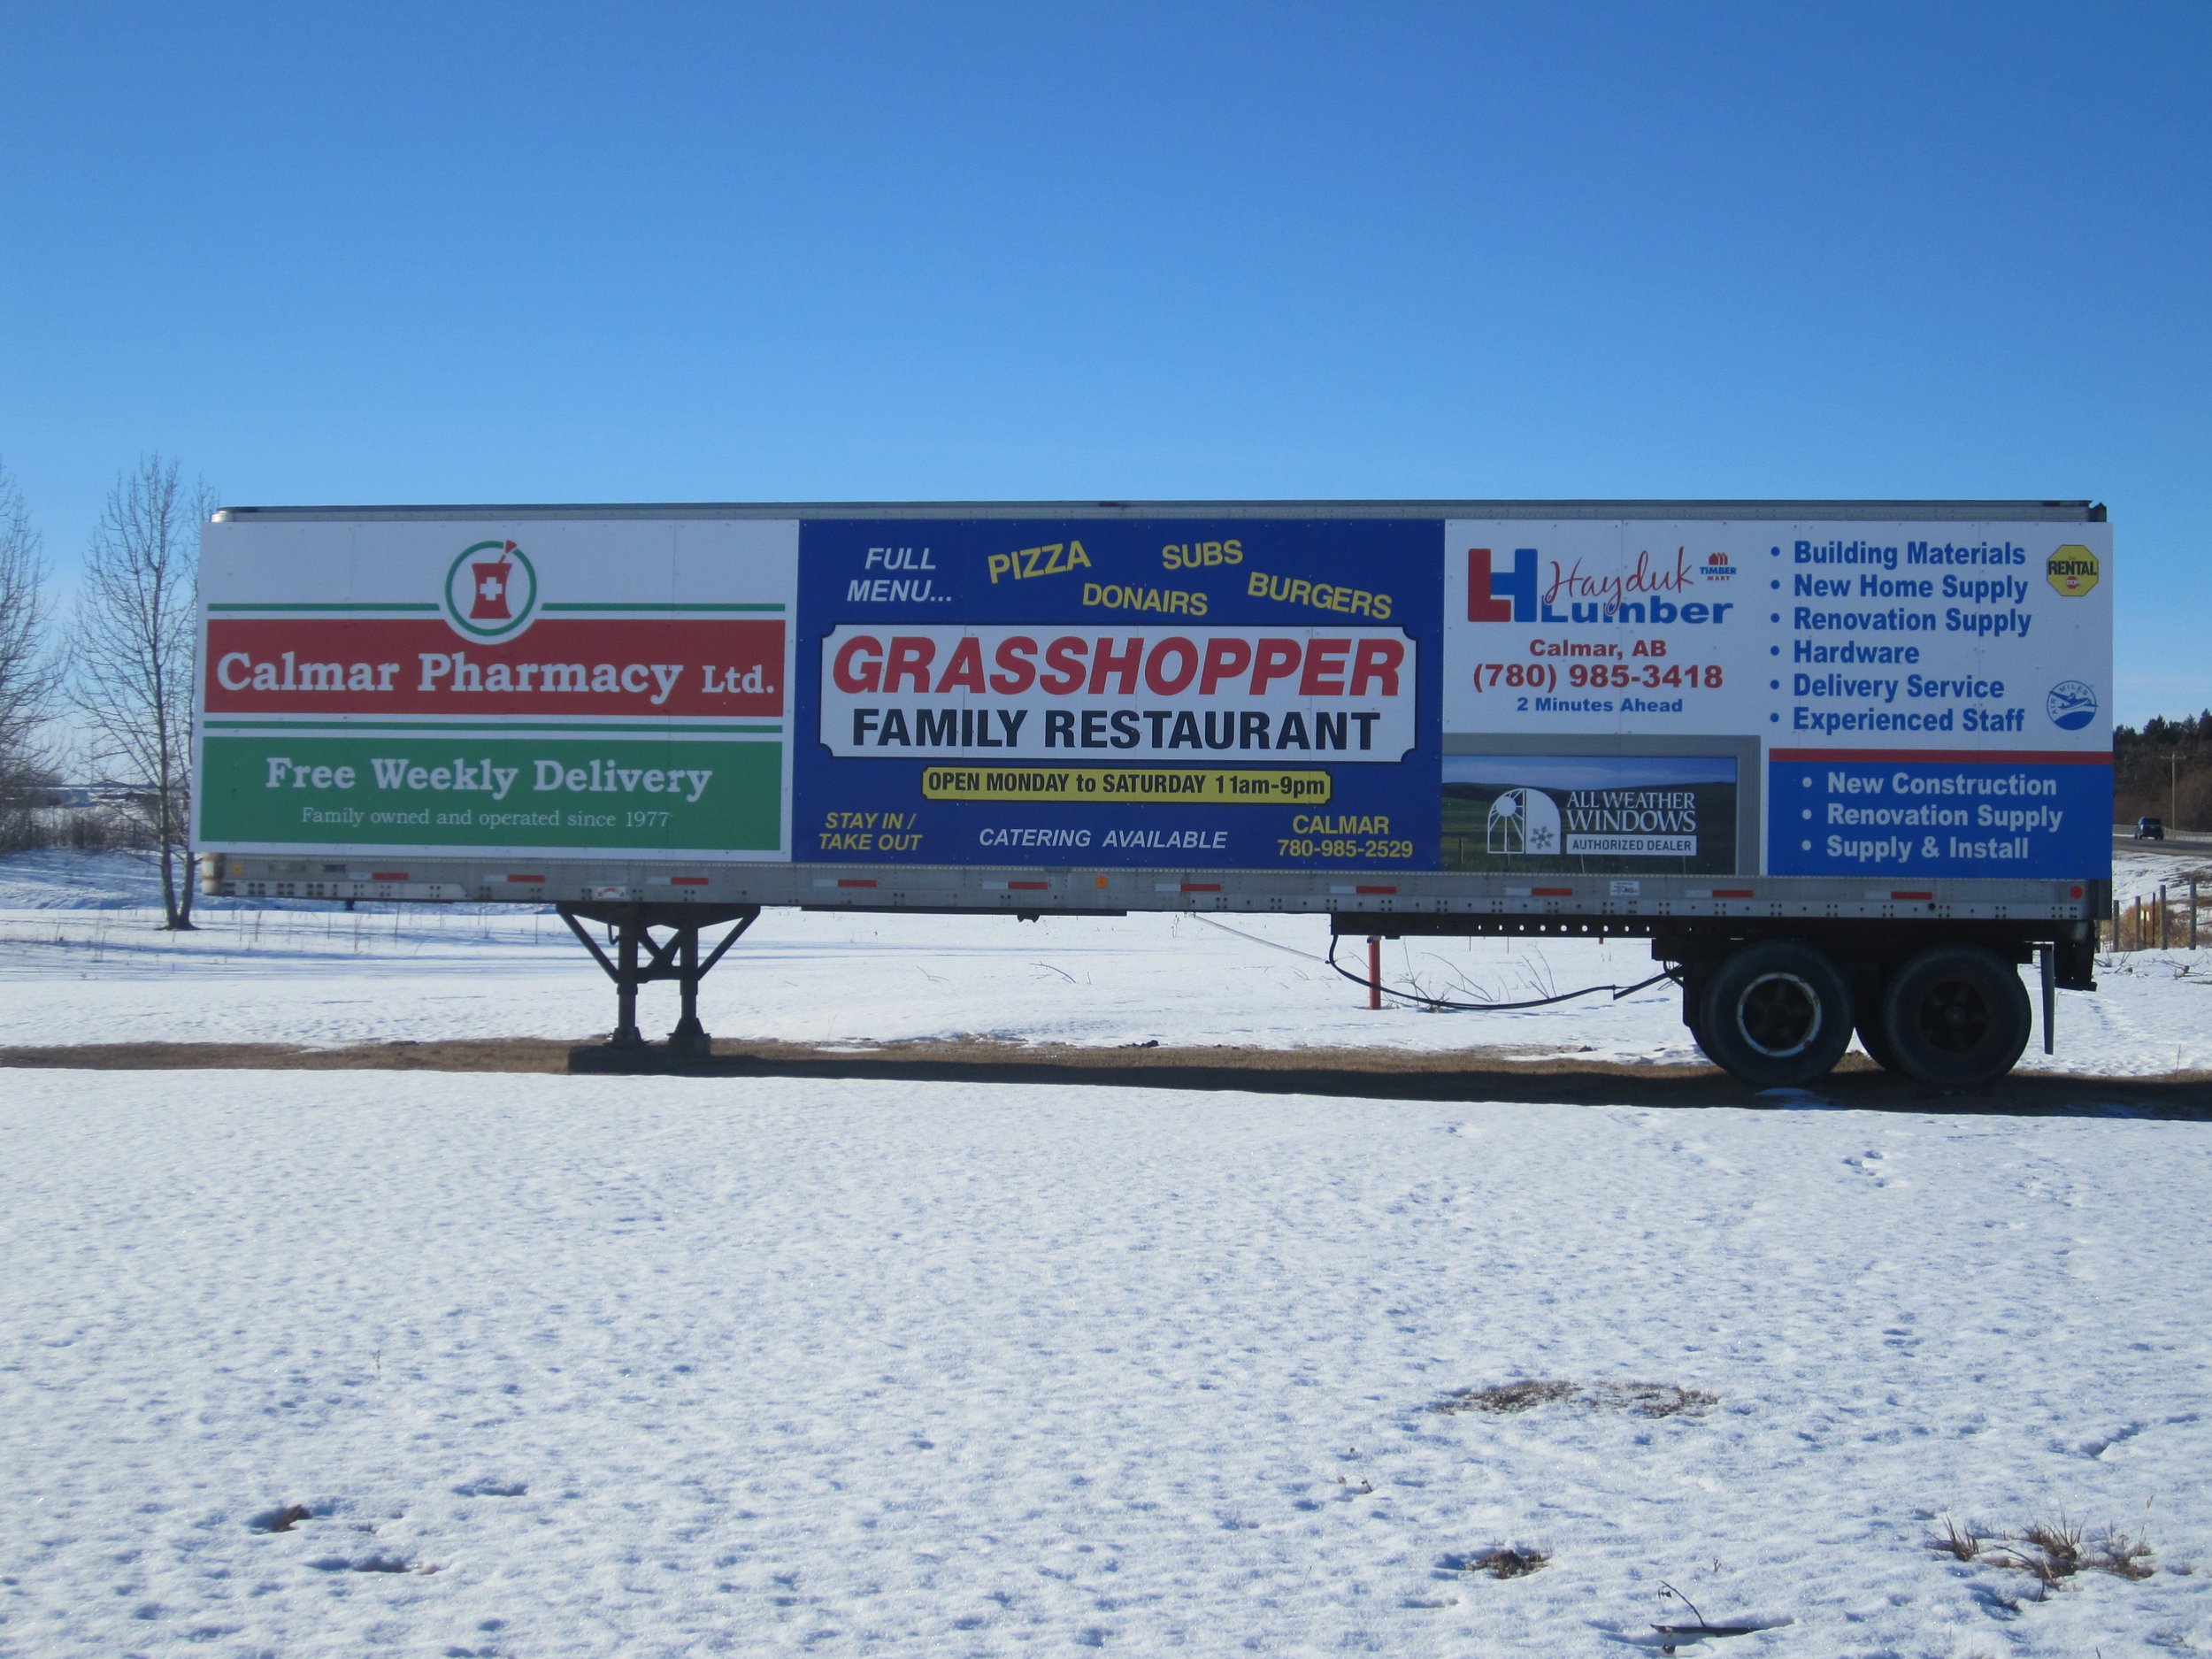 Calmar Pharmacy Ltd.
Free Weekly Delivery
Family owned and operated since 1977
FULL
MENU...
PIZZA
SUBS
DONAIRS
BURGERS
GRASSHOPPER
FAMILY RESTAURANT
OPEN MONDAY to SATURDAY 11am-9pm
STAY IN /
TAKE OUT
CATERING AVAILABLE
CALMAR
780-985-2529
LH
Hayduk
Lumber
TIMBER
MART
Calmar, AB
(780) 985-3418
2 Minutes Ahead
• Building Materials
• New Home Supply
• Renovation Supply
• Hardware
• Delivery Service
• Experienced Staff
RENTAL
AIR MILES
ALL WEATHER
WINDOWS
AUTHORIZED DEALER
• New Construction
• Renovation Supply
• Supply & Install